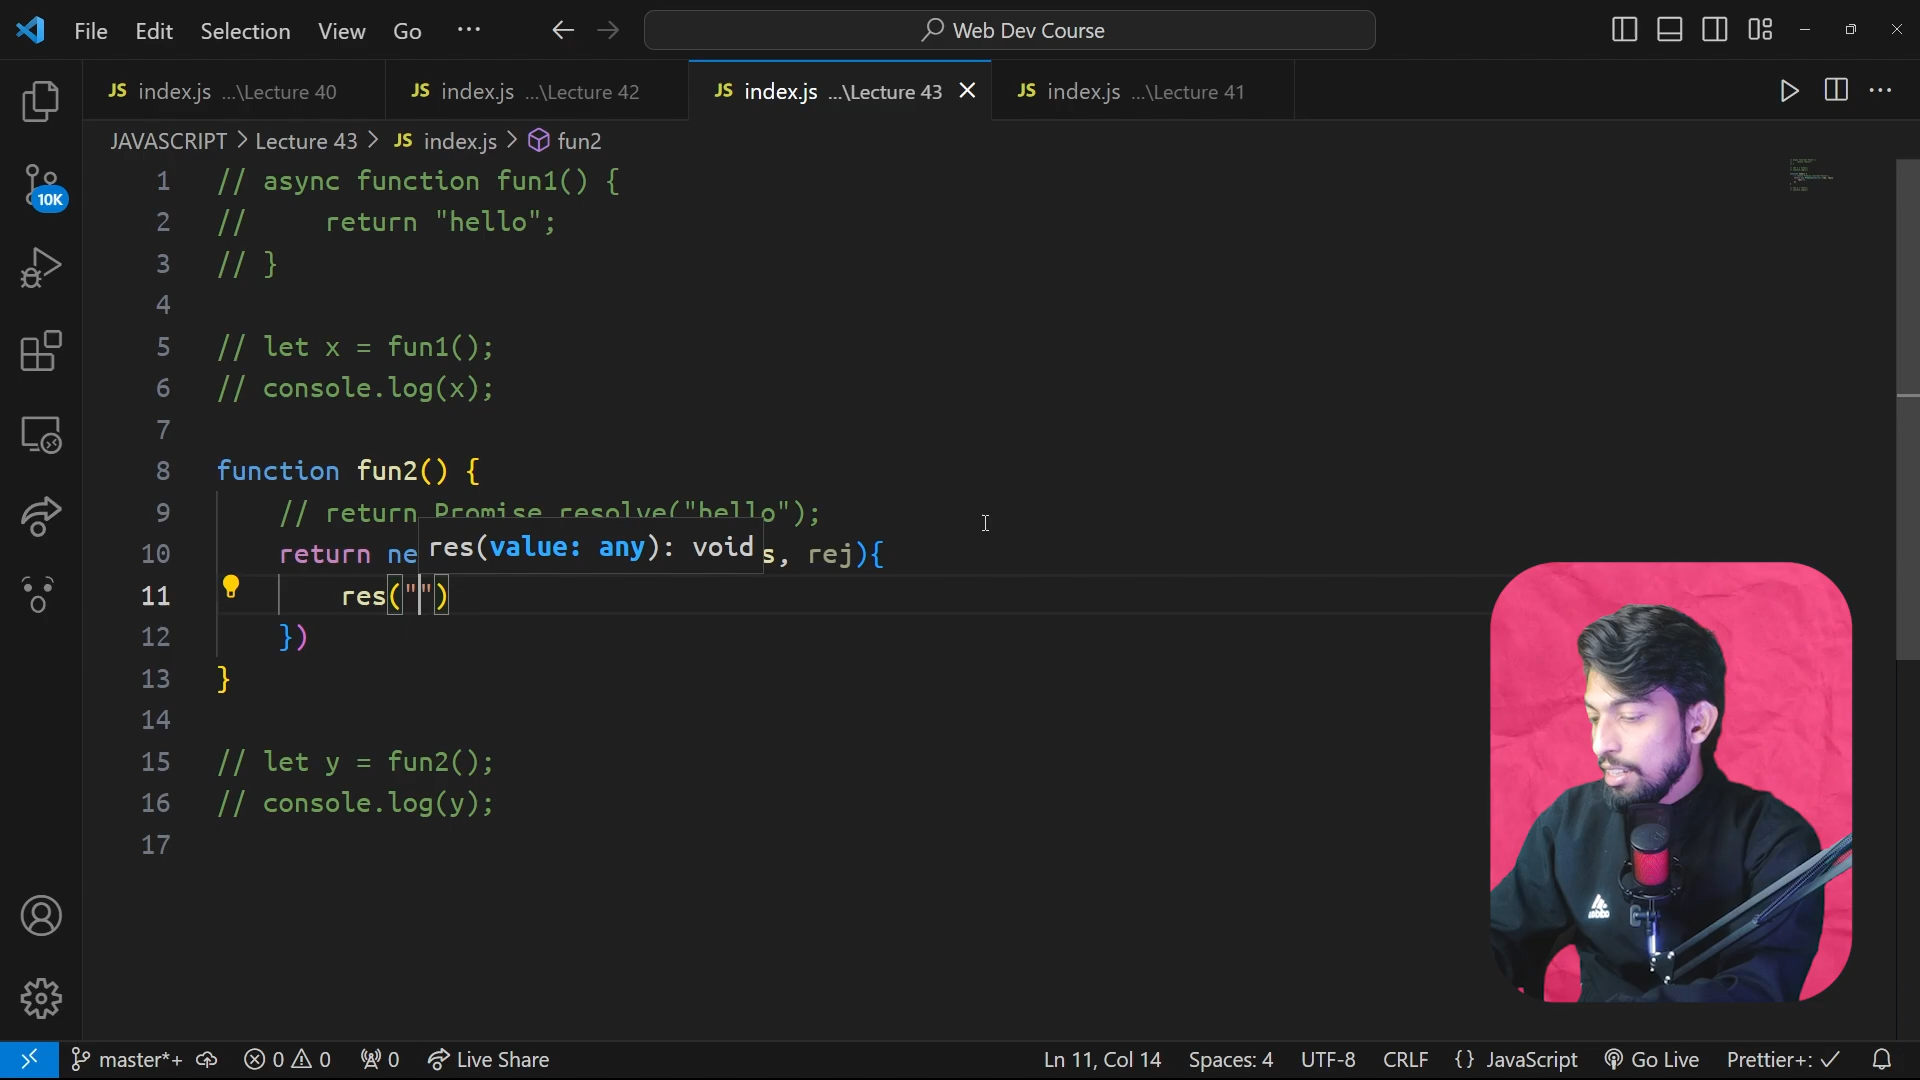 File Edit Selection View Go ··· Web Dev Course
JS index.js ...\Lecture 40 JS index.js ...\Lecture 42 JS index.js ...\Lecture 43 JS index.js ...\Lecture 41
JAVASCRIPT > Lecture 43 > JS index.js > fun2
10K
1 // async function fun1() {
2 //     return "hello";
3 // }
4
5 // let x = fun1();
6 // console.log(x);
7
8 function fun2() {
9     // return Promise resolve("hello");
res(value: any): void
10     return ne s, rej){
11         res("")
12     })
13 }
14
15 // let y = fun2();
16 // console.log(y);
17
master*+ 0 0 0 Live Share Ln 11, Col 14 Spaces: 4 UTF-8 CRLF {} JavaScript Go Live Prettier+: ✓